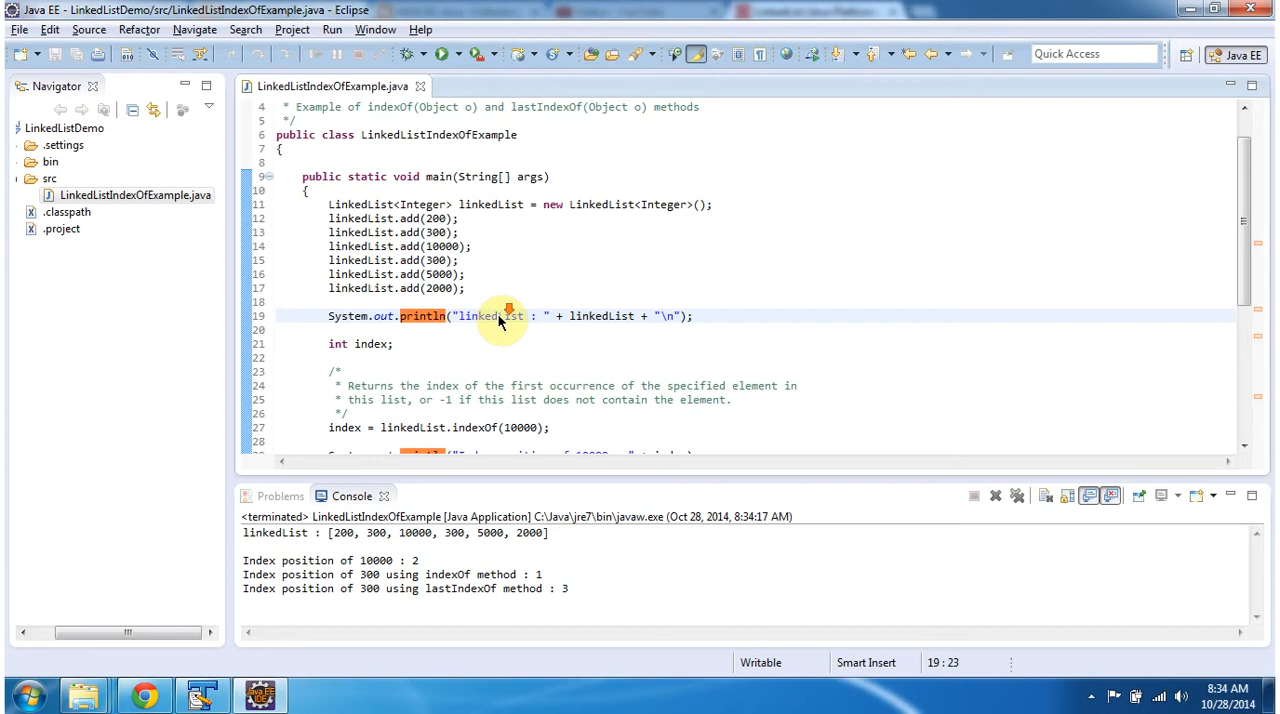 Java EE - LinkedListDemo/src/LinkedListIndexOfExample.java - Eclipse
File Edit Source Refactor Navigate Search Project Run Window Help
Quick Access
Java EE
Navigator
LinkedListDemo
.settings
bin
src
LinkedListIndexOfExample.java
.classpath
.project
LinkedListIndexOfExample.java
4 * Example of indexOf(Object o) and lastIndexOf(Object o) methods
5 */
6 public class LinkedListIndexOfExample
7 {
8
9 public static void main(String[] args)
10 {
11 LinkedList<Integer> linkedList = new LinkedList<Integer>();
12 linkedList.add(200);
13 linkedList.add(300);
14 linkedList.add(10000);
15 linkedList.add(300);
16 linkedList.add(5000);
17 linkedList.add(2000);
18
19 System.out.println("linkedList : " + linkedList + "\n");
20
21 int index;
22
23 /*
24 * Returns the index of the first occurrence of the specified element in
25 * this list, or -1 if this list does not contain the element.
26 */
27 index = linkedList.indexOf(10000);
28
Problems Console
<terminated> LinkedListIndexOfExample [Java Application] C:\Java\jre7\bin\javaw.exe (Oct 28, 2014, 8:34:17 AM)
linkedList : [200, 300, 10000, 300, 5000, 2000]
Index position of 10000 : 2
Index position of 300 using indexOf method : 1
Index position of 300 using lastIndexOf method : 3
Writable Smart Insert 19 : 23
Java EE IDE
8:34 AM
10/28/2014